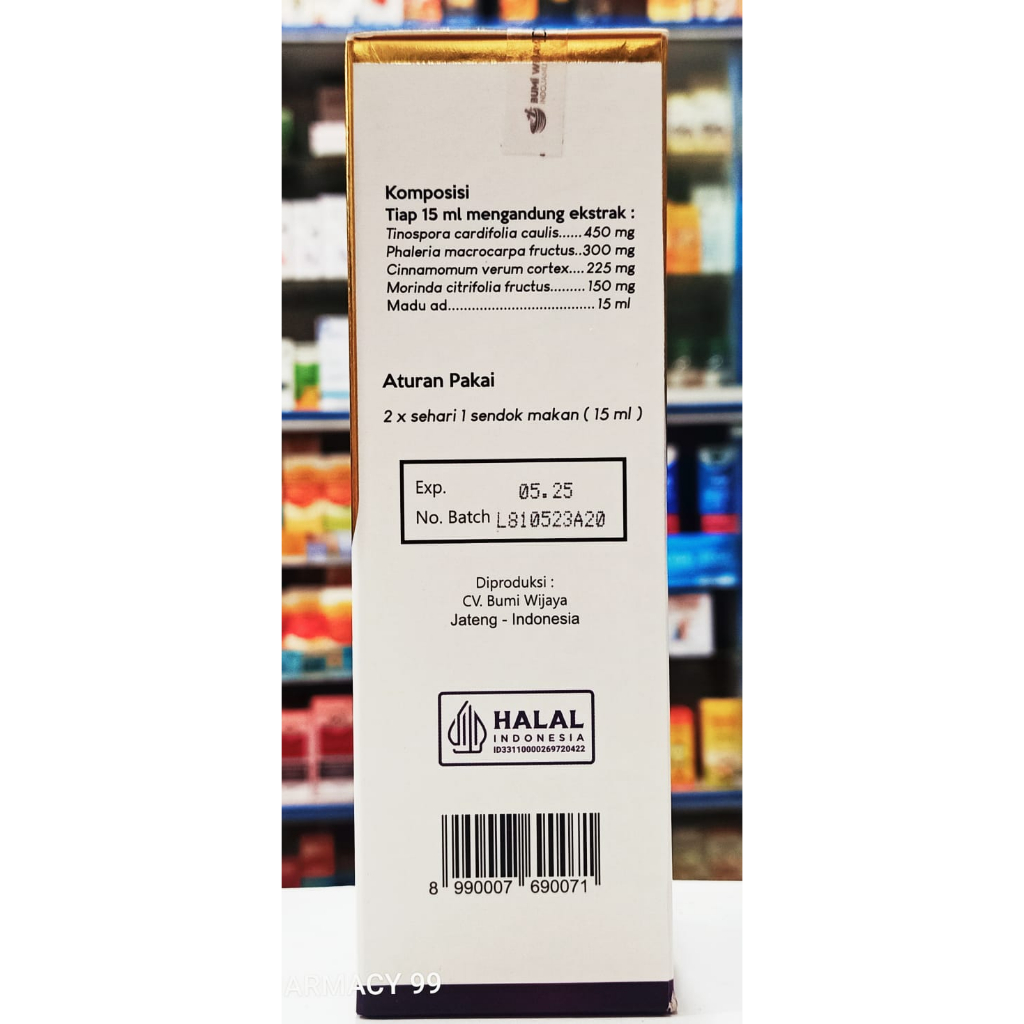 BUMI WIJAYA
Komposisi
Tiap 15 ml mengandung ekstrak :
Tinospora cardifolia caulis......450 mg
Phaleria macrocarpa fructus..300 mg
Cinnamomum verum cortex....225 mg
Morinda citrifolia fructus.........150 mg
Madu ad.....................................15 ml
Aturan Pakai
2 x sehari 1 sendok makan ( 15 ml )
Exp. 05.25
No. Batch L810523A20
Diproduksi :
CV. Bumi Wijaya
Jateng - Indonesia
HALAL
INDONESIA
ID33110000269720422
8 990007 690071
ARMACY 99